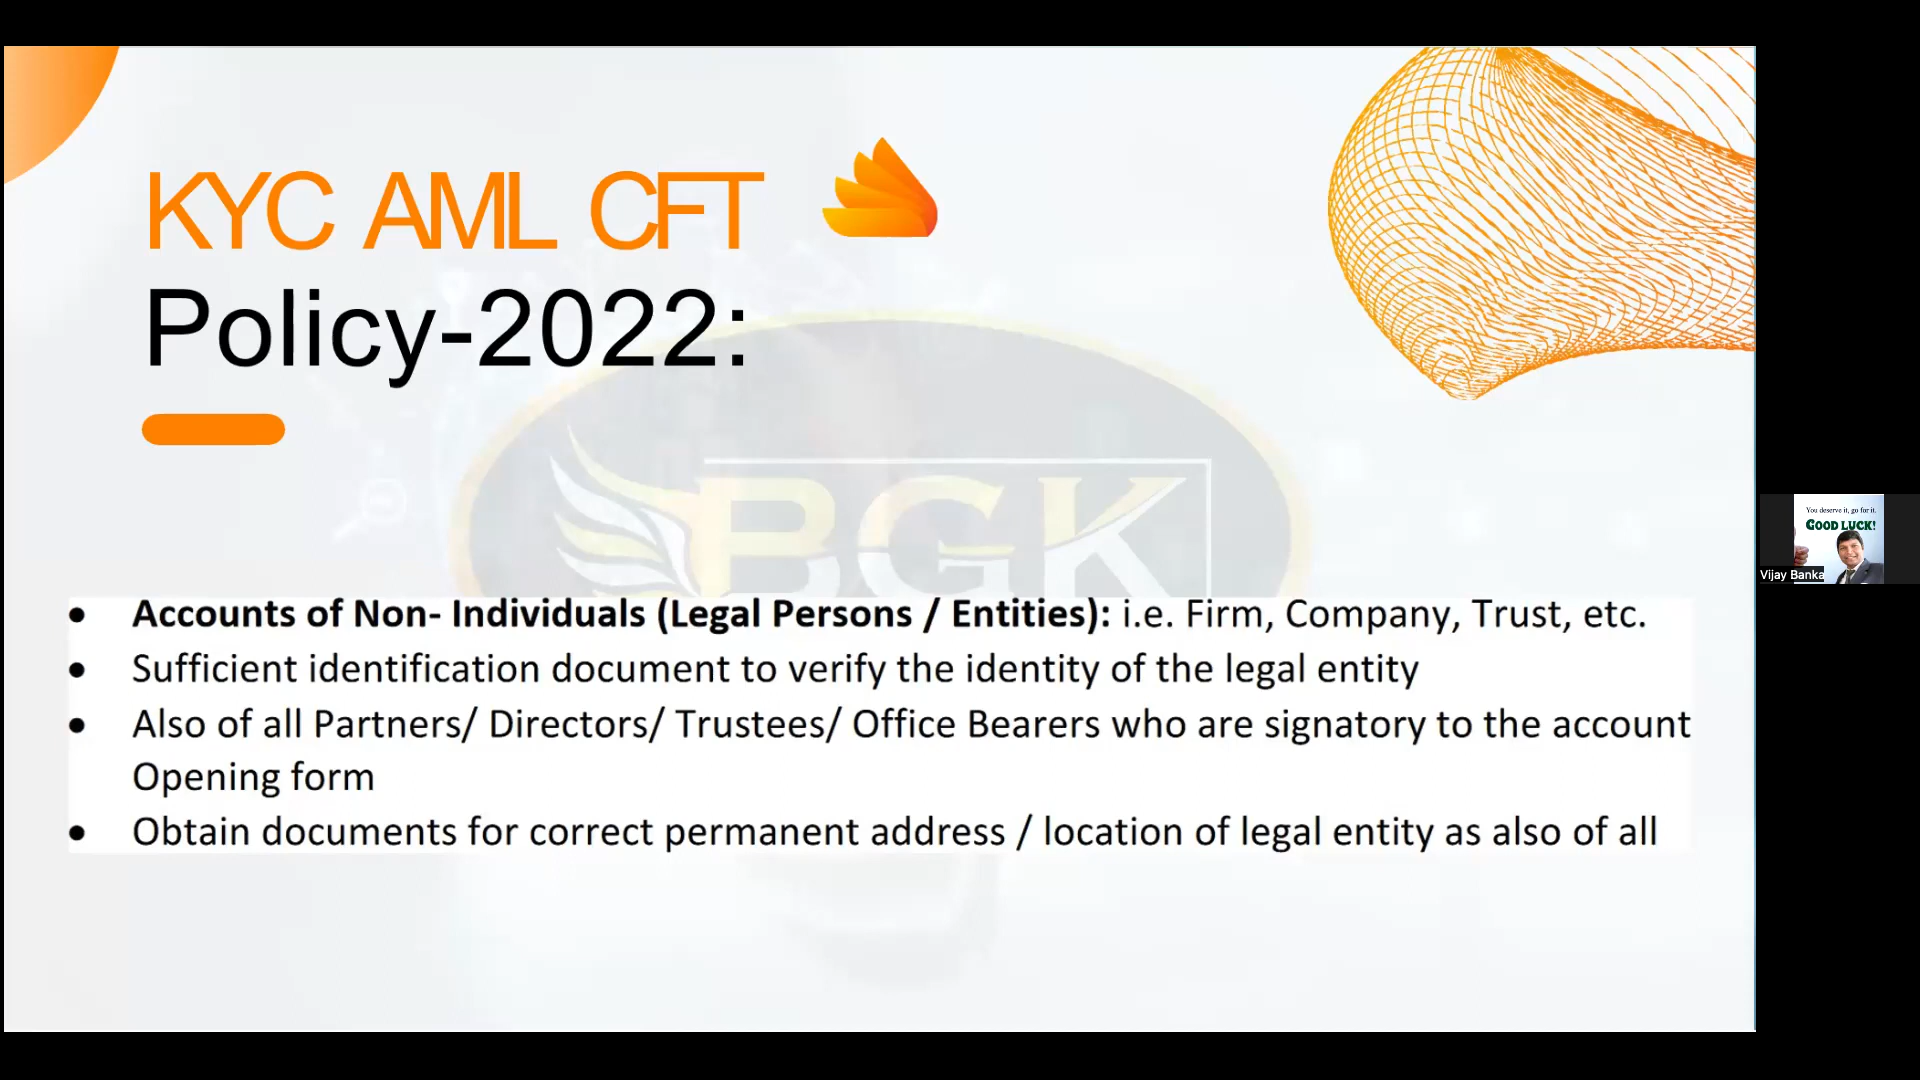 KYC AML CFT
Policy-2022:
BGK
• Accounts of Non- Individuals (Legal Persons / Entities): i.e. Firm, Company, Trust, etc.
• Sufficient identification document to verify the identity of the legal entity
• Also of all Partners/ Directors/ Trustees/ Office Bearers who are signatory to the account
Opening form
• Obtain documents for correct permanent address / location of legal entity as also of all
You deserve it, go for it.
GOOD LUCK!
Vijay Banka